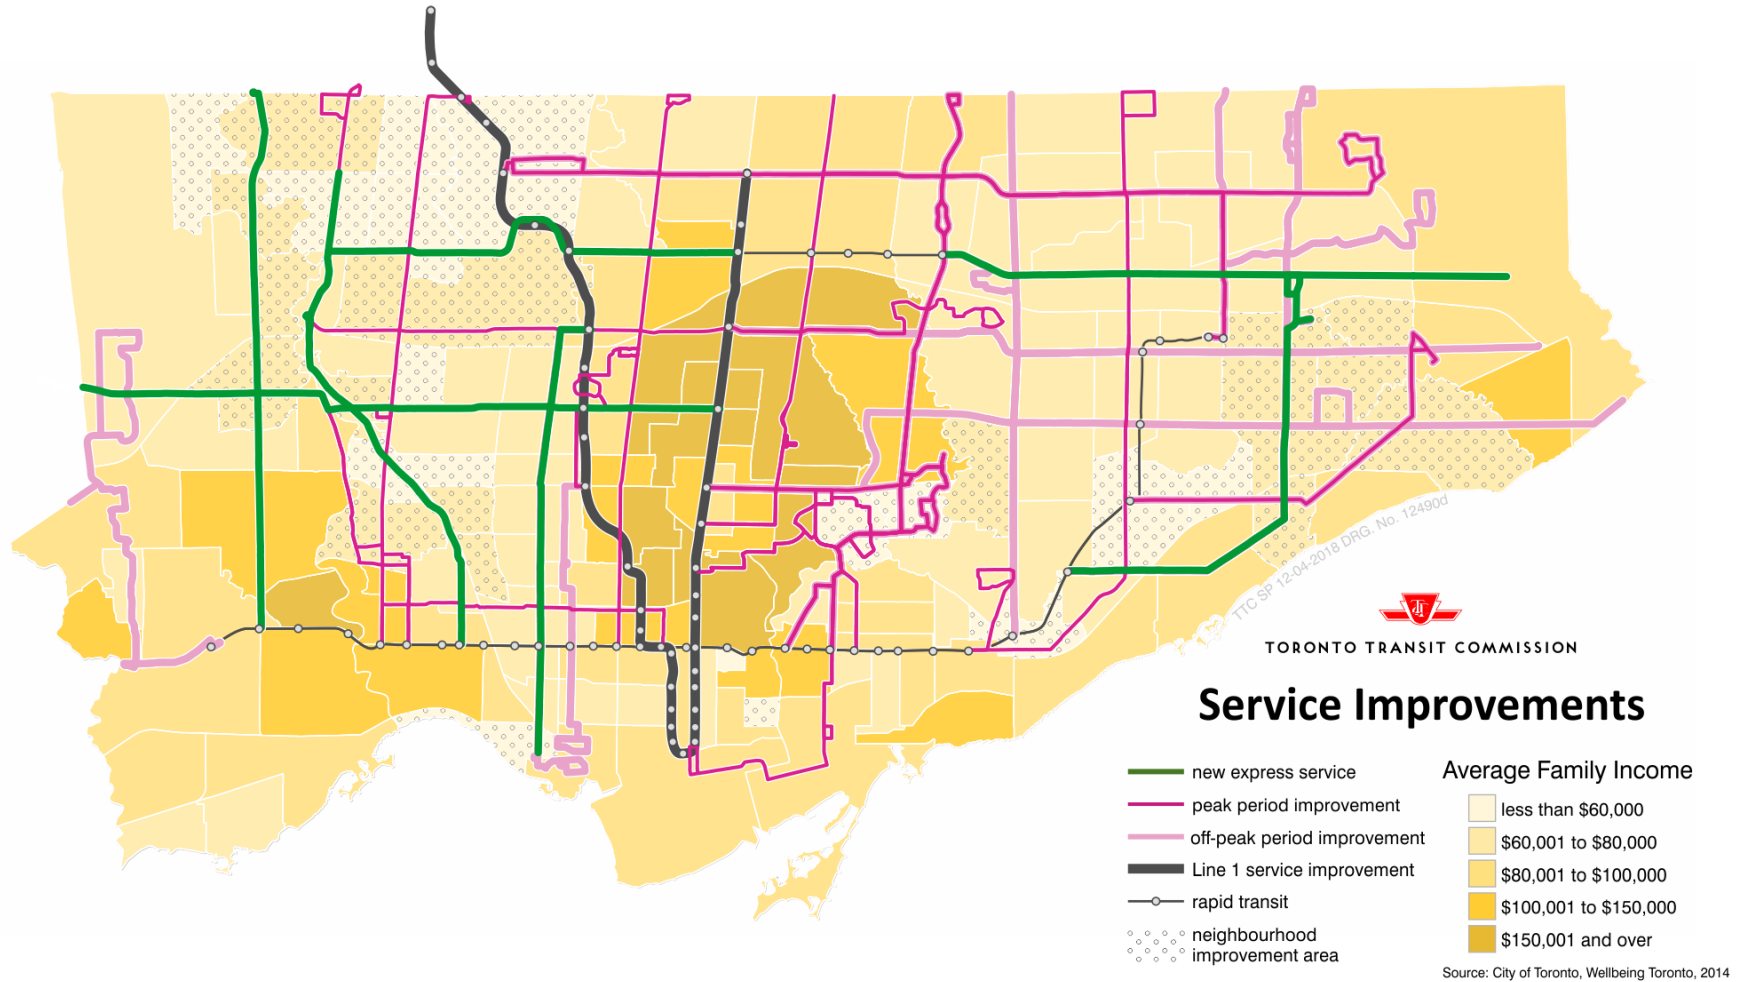 TTC SP 12-04-2018 DRG. No. 12490d
TORONTO TRANSIT COMMISSION
Service Improvements
new express service
peak period improvement
off-peak period improvement
Line 1 service improvement
rapid transit
neighbourhood
improvement area
Average Family Income
less than $60,000
$60,001 to $80,000
$80,001 to $100,000
$100,001 to $150,000
$150,001 and over
Source: City of Toronto, Wellbeing Toronto, 2014